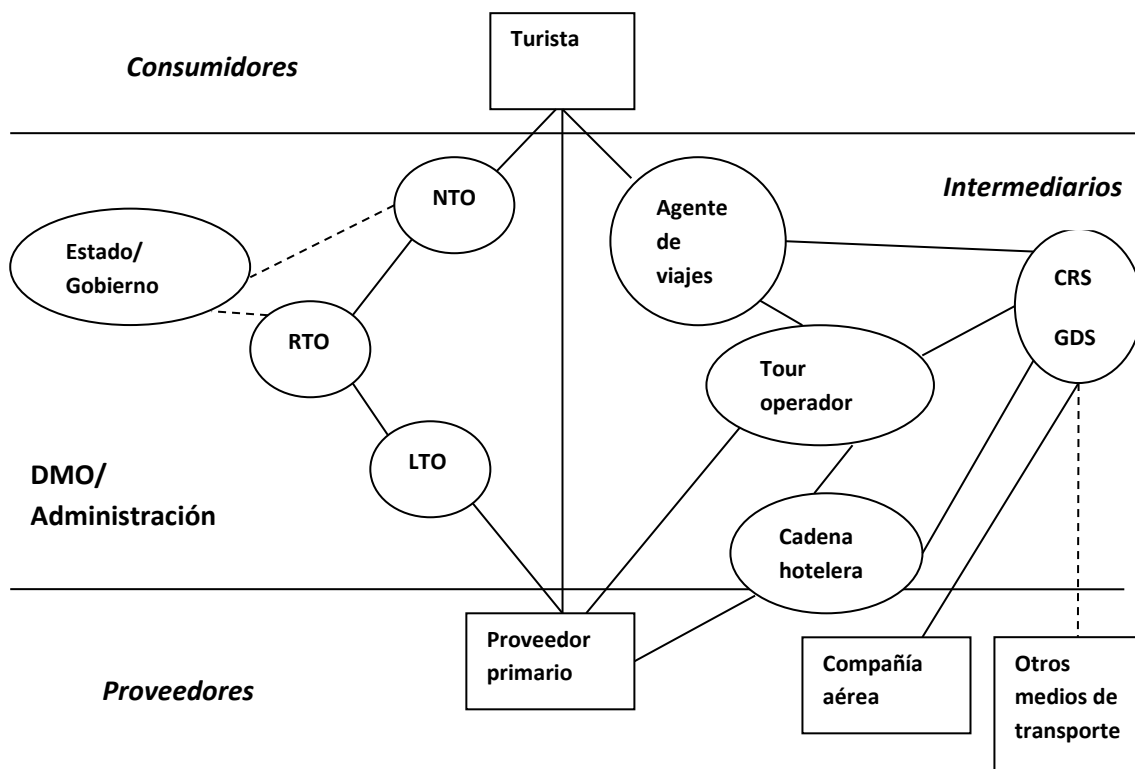 Turista
Consumidores
NTO
Intermediarios
Agente
de
viajes
Estado/
Gobierno
CRS
GDS
RTO
Tour
operador
LTO
DMO/
Administración
Cadena
hotelera
Proveedor
primario
Compañía
aérea
Otros
medios de
transporte
Proveedores